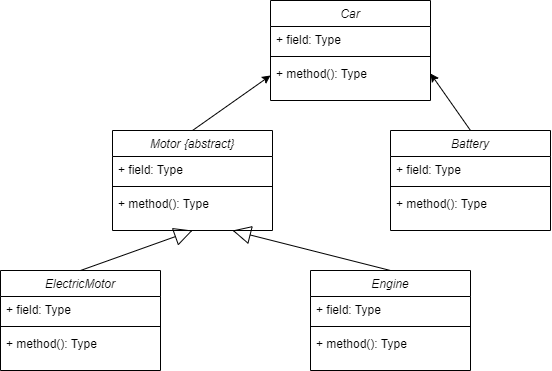 Car
+ field: Type
+ method(): Type
Motor {abstract}
+ field: Type
+ method(): Type
Battery
+ field: Type
+ method(): Type
ElectricMotor
+ field: Type
+ method(): Type
Engine
+ field: Type
+ method(): Type